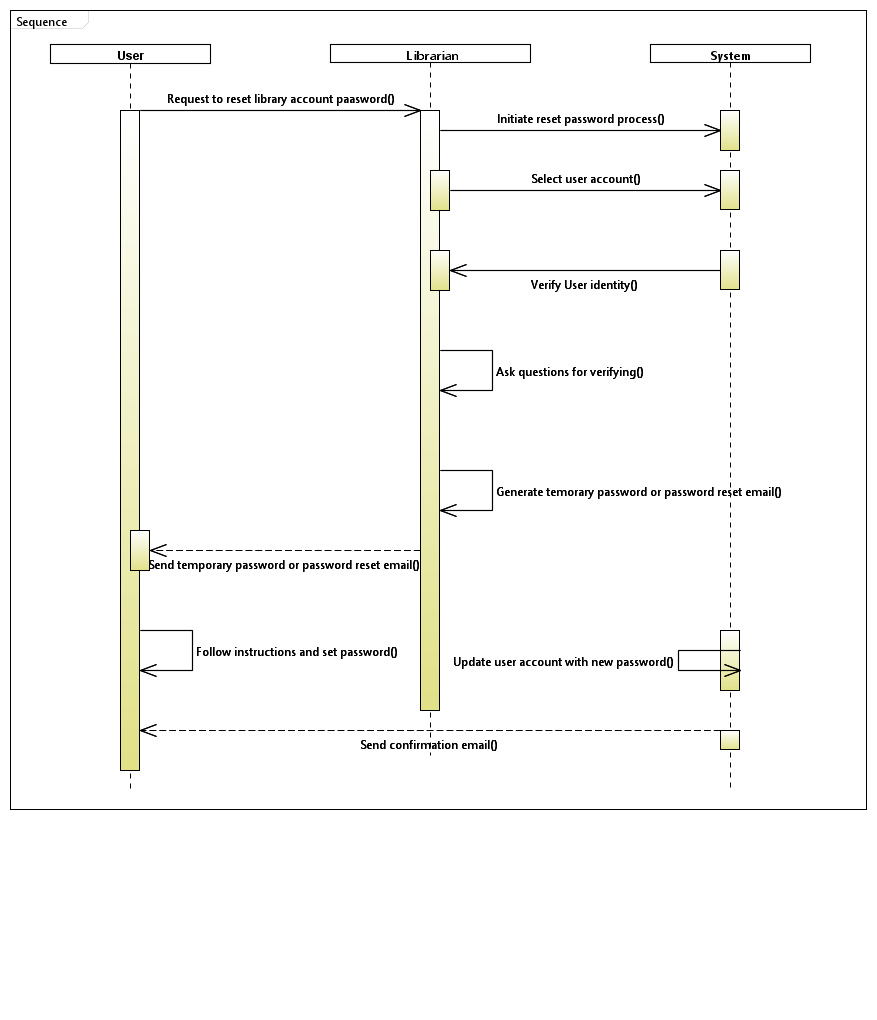 Sequence
User
Librarian
System
Request to reset library account paasword()
Initiate reset password process()
Select user account()
Verify User identity()
Ask questions for verifying()
Generate temorary password or password reset email()
Send temporary password or password reset email()
Follow instructions and set password()
Update user account with new password()
Send confirmation email()